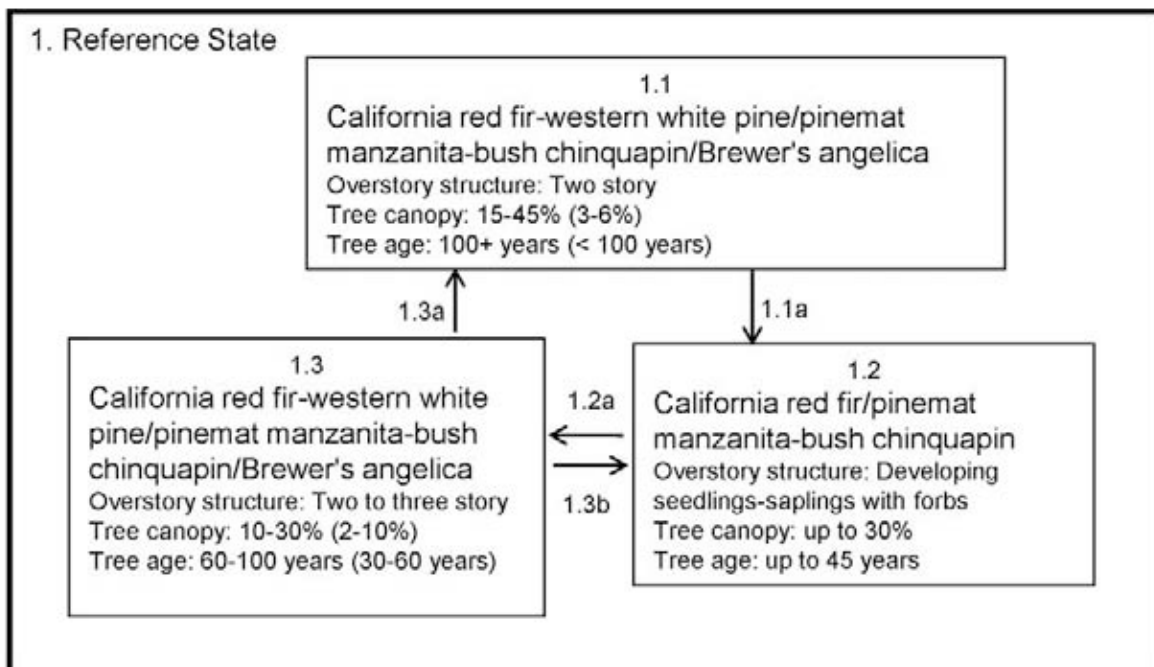 1. Reference State
1.1
California red fir-western white pine/pinemat
manzanita-bush chinquapin/Brewer's angelica
Overstory structure: Two story
Tree canopy: 15-45% (3-6%)
Tree age: 100+ years (< 100 years)
1.3a
1.1a
1.3
California red fir-western white
pine/pinemat manzanita-bush
chinquapin/Brewer's angelica
Overstory structure: Two to three story
Tree canopy: 10-30% (2-10%)
Tree age: 60-100 years (30-60 years)
1.2a
1.3b
1.2
California red fir/pinemat
manzanita-bush chinquapin
Overstory structure: Developing
seedlings-saplings with forbs
Tree canopy: up to 30%
Tree age: up to 45 years